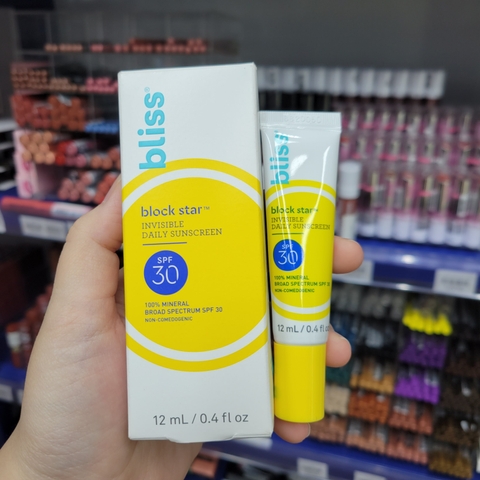 bliss®
block star™
INVISIBLE
DAILY SUNSCREEN
SPF
30
100% MINERAL
BROAD SPECTRUM SPF 30
NON-COMEDOGENIC
12 mL / 0.4 fl oz
bliss
block star™
INVISIBLE
DAILY SUNSCREEN
SPF
30
100% MINERAL
BROAD SPECTRUM SPF 30
NON-COMEDOGENIC
12 mL / 0.4 fl oz